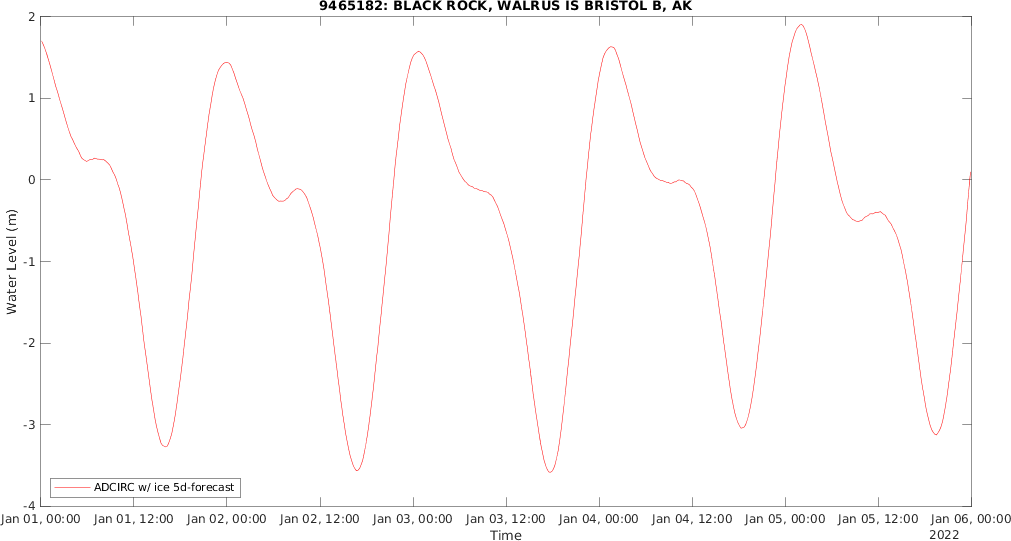 9465182: BLACK ROCK, WALRUS IS BRISTOL B, AK
2
1
0
-1
-2
-3
-4
Water Level (m)
ADCIRC w/ ice 5d-forecast
Jan 01, 00:00 Jan 01, 12:00 Jan 02, 00:00 Jan 02, 12:00 Jan 03, 00:00 Jan 03, 12:00 Jan 04, 00:00 Jan 04, 12:00 Jan 05, 00:00 Jan 05, 12:00 Jan 06, 00:00
Time
2022